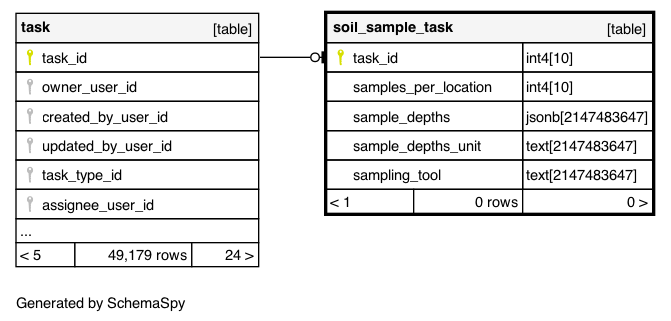 task [table]
task_id
owner_user_id
created_by_user_id
updated_by_user_id
task_type_id
assignee_user_id
...
< 5 49,179 rows 24 >
soil_sample_task [table]
task_id int4[10]
samples_per_location int4[10]
sample_depths jsonb[2147483647]
sample_depths_unit text[2147483647]
sampling_tool text[2147483647]
< 1 0 rows 0 >
Generated by SchemaSpy